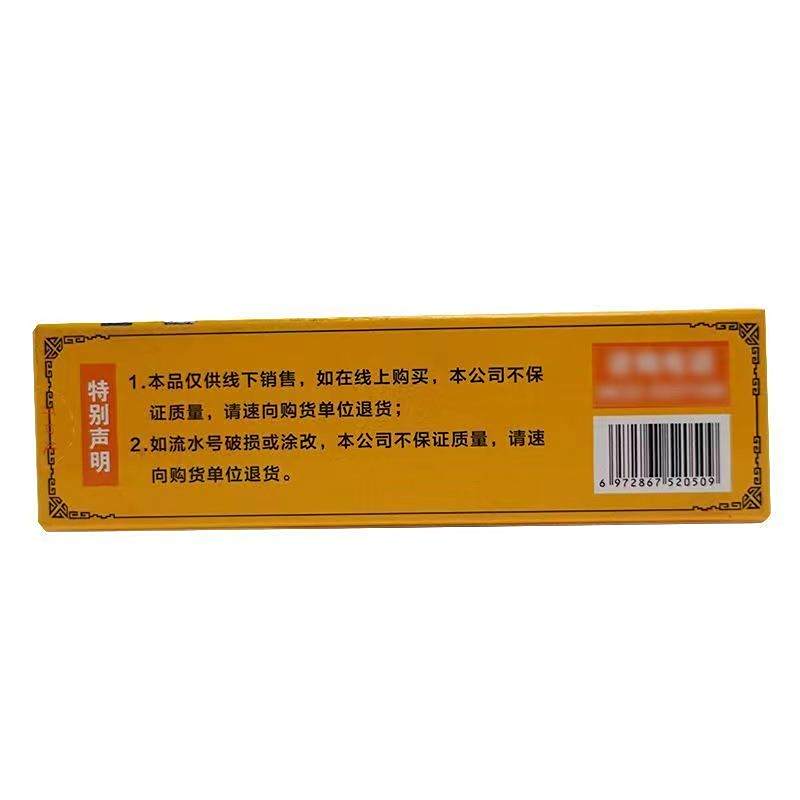 特别声明
1.本品仅供线下销售，如在线上购买，本公司不保
证质量，请速向购货单位退货；
2.如流水号破损或涂改，本公司不保证质量，请速
向购货单位退货。
6 972867 520509